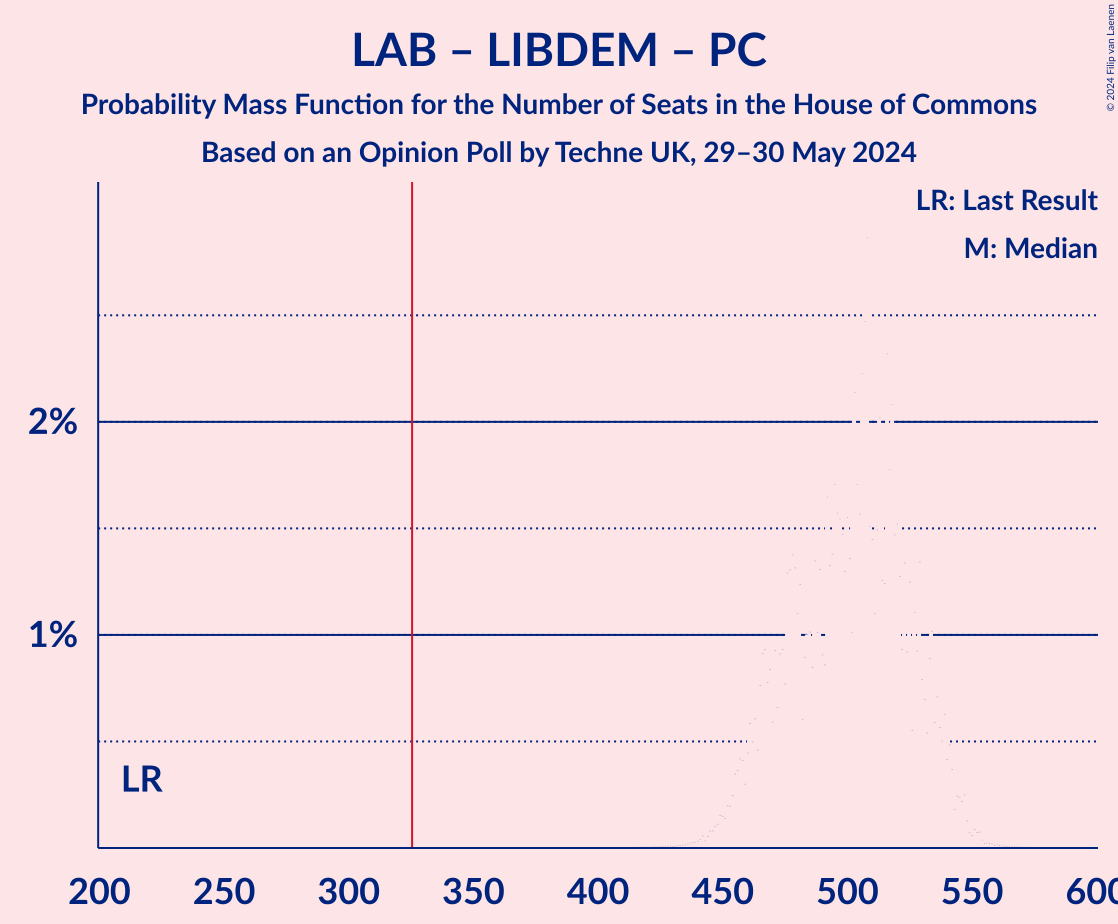 LAB – LIBDEM – PC
Probability Mass Function for the Number of Seats in the House of Commons
Based on an Opinion Poll by Techne UK, 29–30 May 2024
© 2024 Filip van Laenen
LR: Last Result
M: Median
2%
1%
LR
200 250 300 350 400 450 500 550 600